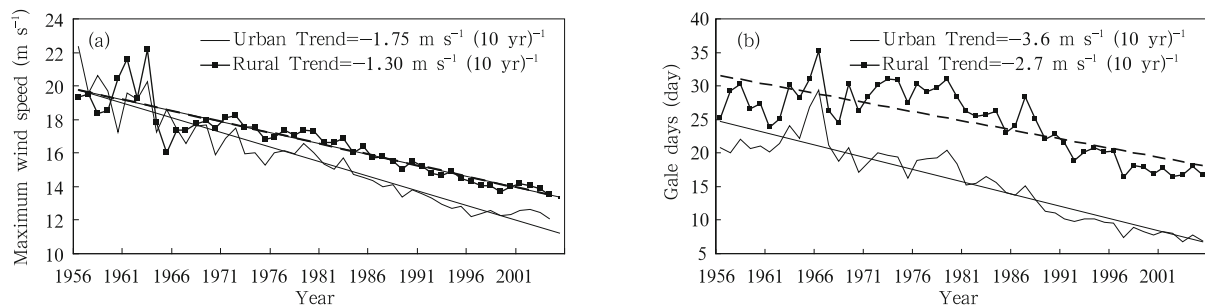 (a)
Urban Trend=−1.75 m s⁻¹ (10 yr)⁻¹
Rural Trend=−1.30 m s⁻¹ (10 yr)⁻¹
Maximum wind speed (m s⁻¹)
24
22
20
18
16
14
12
10
1956 1961 1966 1971 1976 1981 1986 1991 1996 2001
Year
(b)
Urban Trend=−3.6 m s⁻¹ (10 yr)⁻¹
Rural Trend=−2.7 m s⁻¹ (10 yr)⁻¹
Gale days (day)
40
35
30
25
20
15
10
5
1956 1961 1966 1971 1976 1981 1986 1991 1996 2001
Year